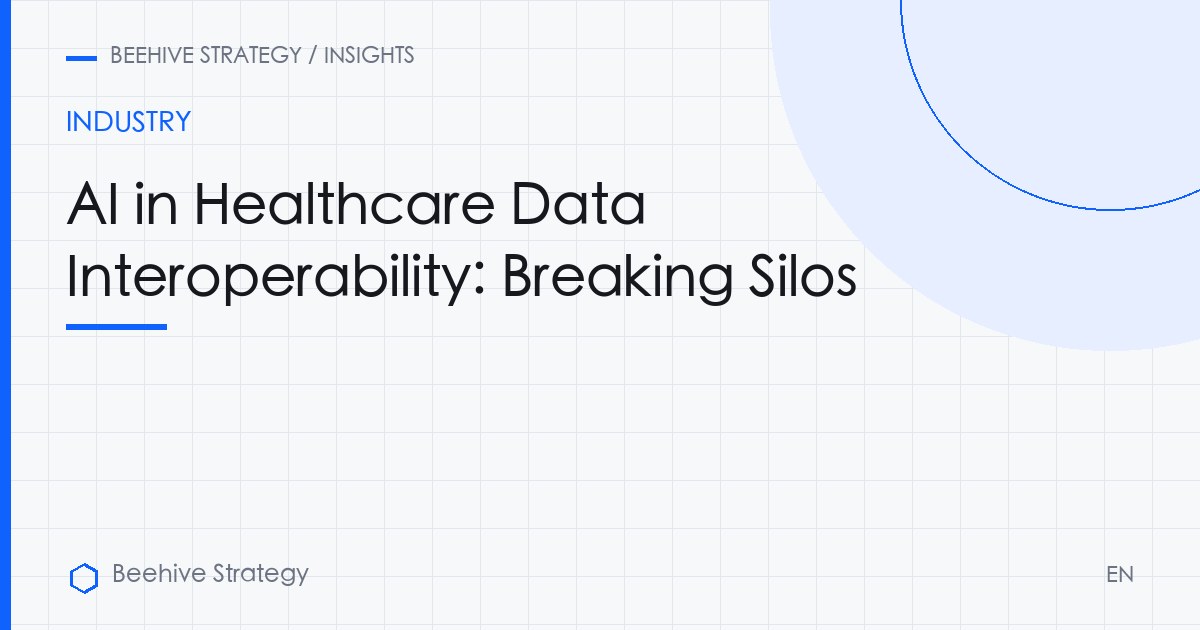 BEEHIVE STRATEGY / INSIGHTS
INDUSTRY
AI in Healthcare Data
Interoperability: Breaking Silos
Beehive Strategy
EN